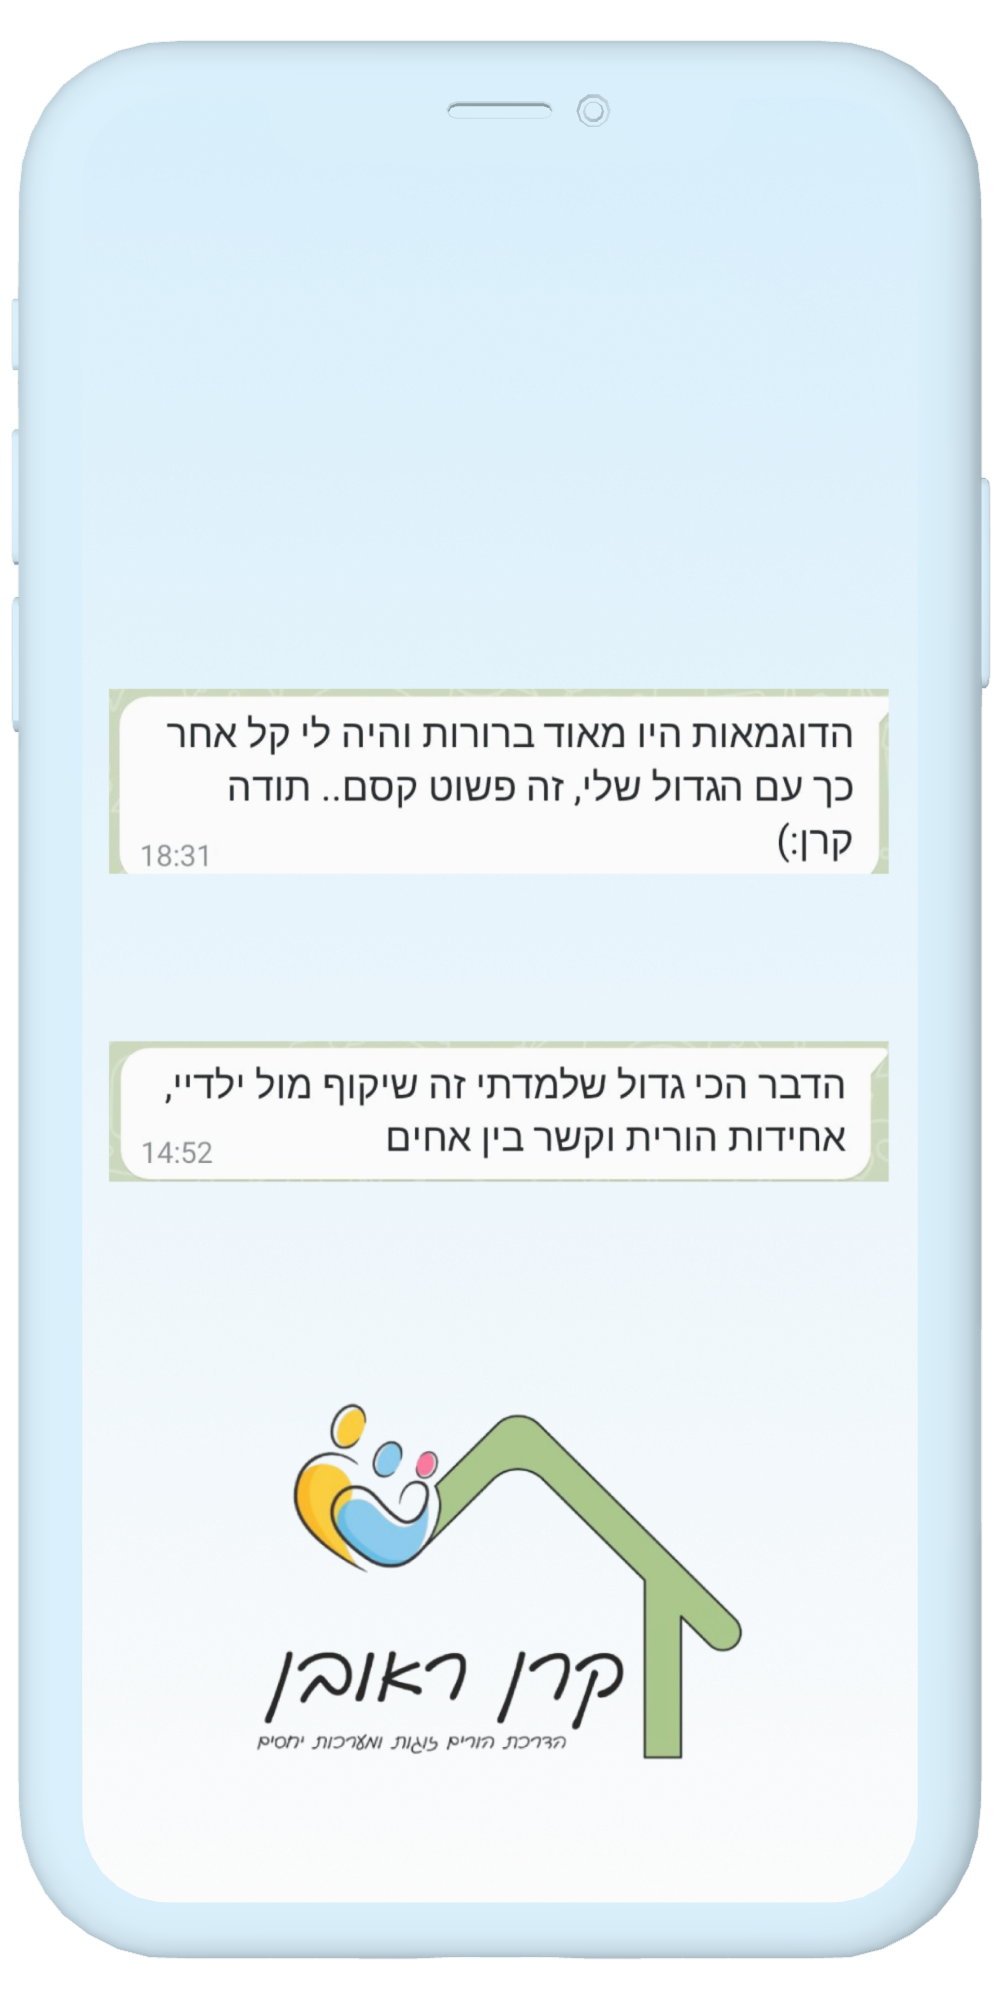 הדוגמאות היו מאוד ברורות והיה לי קל אחר
כך עם הגדול שלי, זה פשוט קסם.. תודה
קרן:)
18:31
הדבר הכי גדול שלמדתי זה שיקוף מול ילדיי,
אחידות הורית וקשר בין אחים
14:52
קרן ראובן
הדרכת הורים זוגות ומערכות יחסים